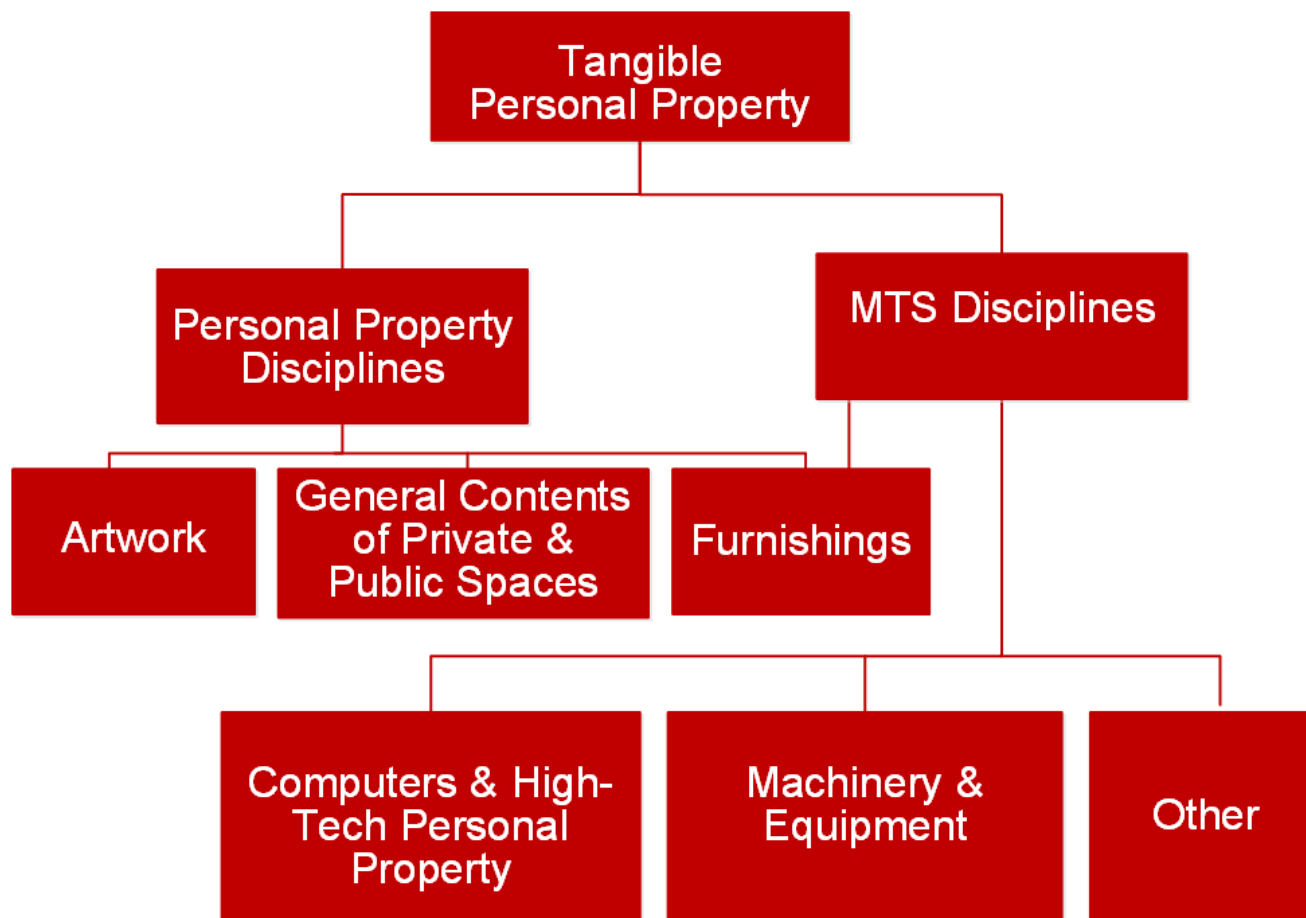 Tangible
Personal Property
Personal Property
Disciplines
MTS Disciplines
Artwork
General Contents
of Private &
Public Spaces
Furnishings
Computers & High-
Tech Personal
Property
Machinery &
Equipment
Other